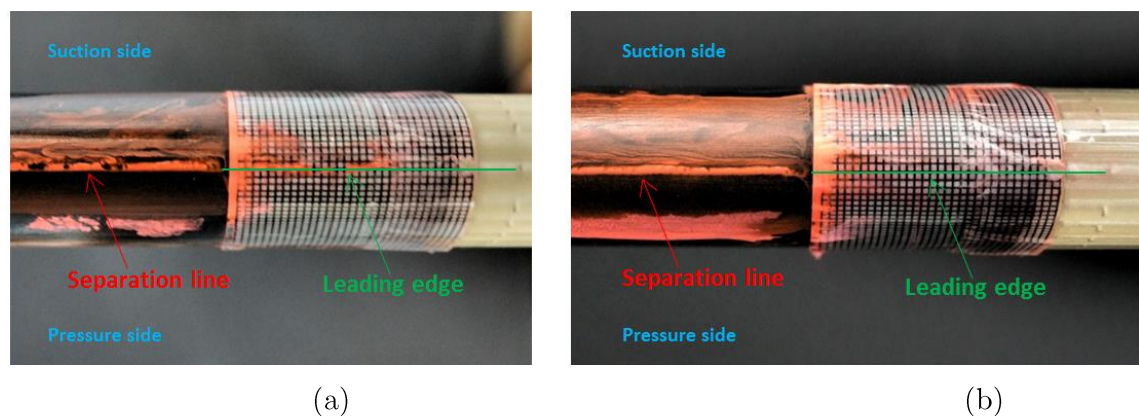 Suction side
Separation line
Leading edge
Pressure side
(a)
Suction side
Separation line
Leading edge
Pressure side
(b)